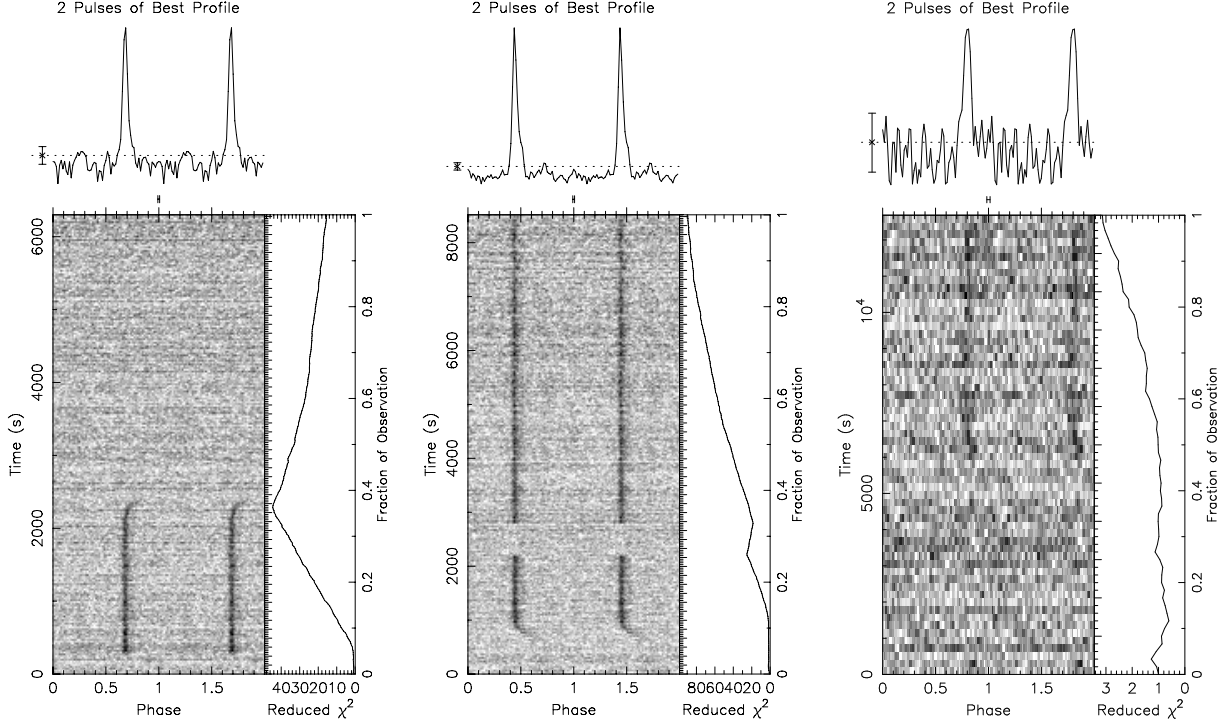 2 Pulses of Best Profile
6000
4000
2000
0
Time (s)
0 0.5 1 1.5
Phase
403020100
Reduced χ²
0 0.2 0.4 0.6 0.8 1
Fraction of Observation
2 Pulses of Best Profile
8000
6000
4000
2000
0
Time (s)
0 0.5 1 1.5
Phase
806040200
Reduced χ²
0 0.2 0.4 0.6 0.8 1
Fraction of Observation
2 Pulses of Best Profile
10⁴
5000
0
Time (s)
0 0.5 1 1.5
Phase
3 2 1 0
Reduced χ²
0 0.2 0.4 0.6 0.8 1
Fraction of Observation